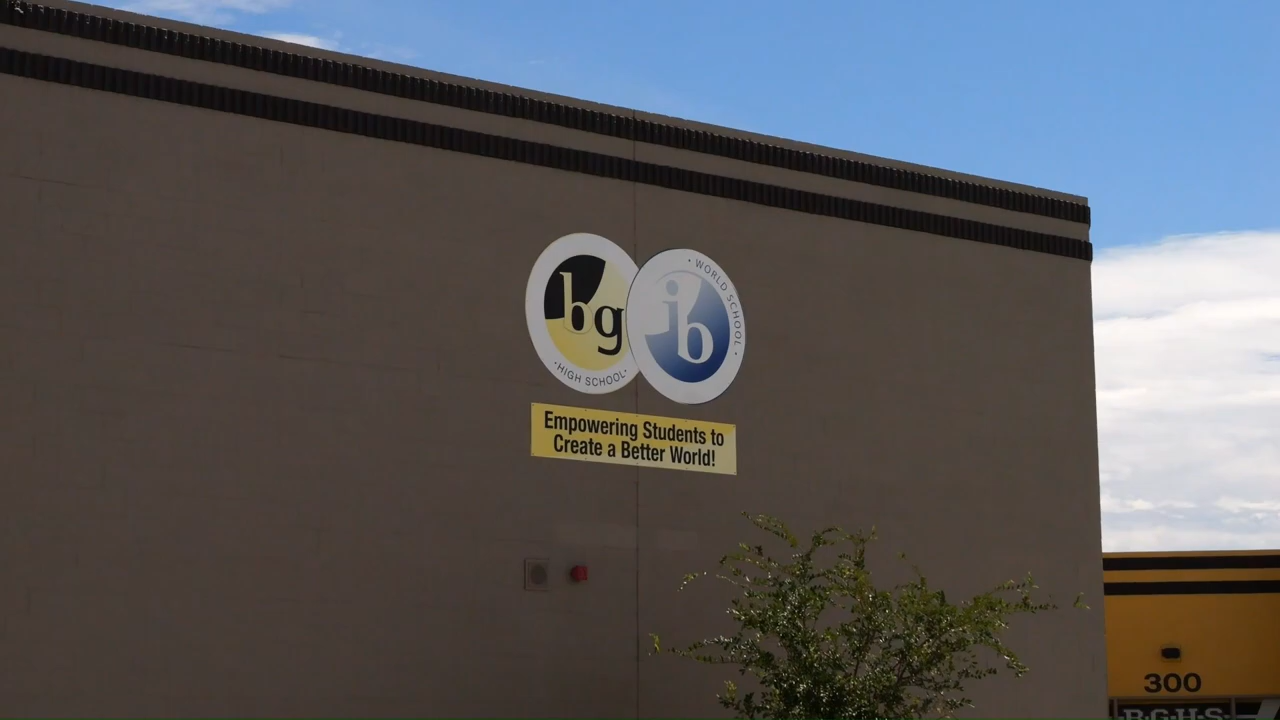 bg
·HIGH SCHOOL·
ib
·WORLD SCHOOL·
Empowering Students to
Create a Better World!
300
B.G.H.S